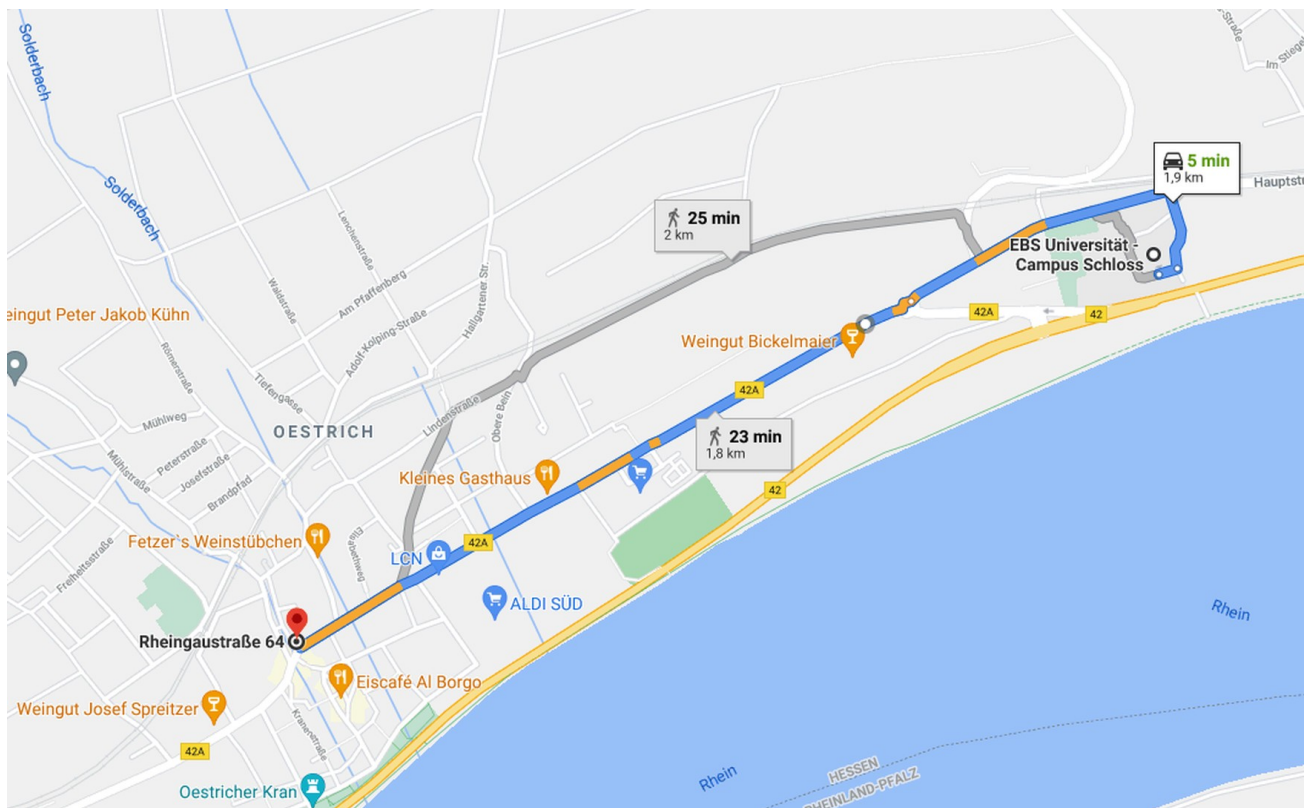 Solderbach
Solderbach
-Straße
Im Stiegel
5 min
1,9 km
Hauptstr
25 min
2 km
EBS Universität -
Campus Schloss
Lenchenstraße
Hallgartener Str.
Am Pfaffenberg
Waldstraße
eingut Peter Jakob Kühn
Adolf-Kolping-Straße
Römerstraße
42A
42
Weingut Bickelmaier
Tiefengasse
42A
Mühlweg
OESTRICH
Lindenstraße
Obere Bein
23 min
1,8 km
Peterstraße
Mühlstraße
Josefstraße
Brandpfad
Kleines Gasthaus
42
Fetzer's Weinstübchen
Elisabethweg
42A
LCN
Freiheitsstraße
ALDI SÜD
Rhein
Rheingaustraße 64
Eiscafé Al Borgo
Weingut Josef Spreitzer
Kranenstraße
42A
Rhein
HESSEN
RHEINLAND-PFALZ
Oestricher Kran